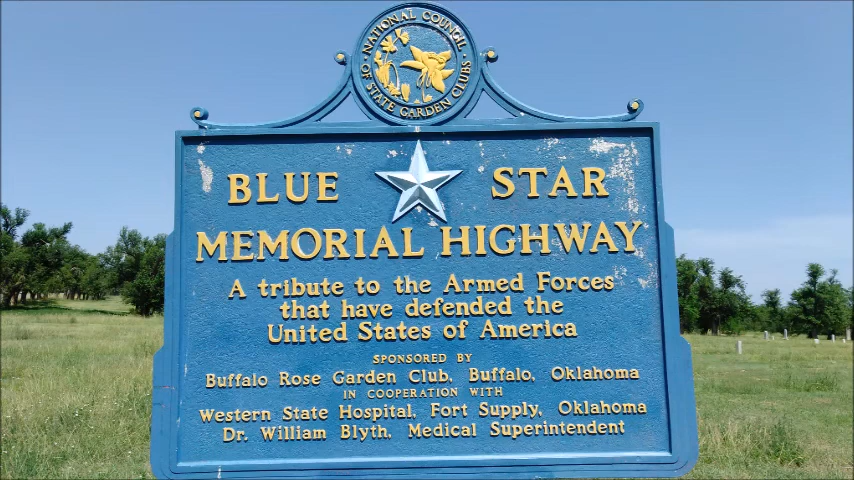 NATIONAL COUNCIL
OF STATE GARDEN CLUBS
BLUE STAR
MEMORIAL HIGHWAY
A tribute to the Armed Forces
that have defended the
United States of America
SPONSORED BY
Buffalo Rose Garden Club, Buffalo, Oklahoma
IN COOPERATION WITH
Western State Hospital, Fort Supply, Oklahoma
Dr. William Blyth, Medical Superintendent